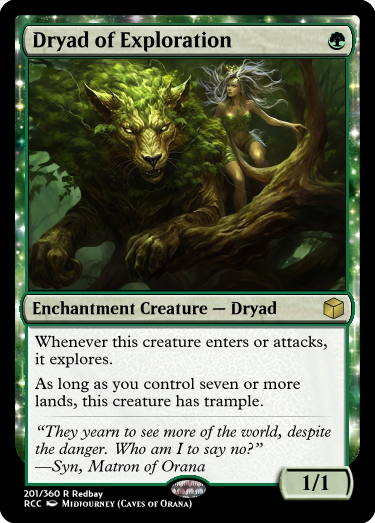 Dryad of Exploration
Enchantment Creature — Dryad
Whenever this creature enters or attacks,
it explores.
As long as you control seven or more
lands, this creature has trample.
“They yearn to see more of the world, despite
the danger. Who am I to say no?”
—Syn, Matron of Orana
1/1
201/360 R Redbay
RCC Midjourney (Caves of Orana)